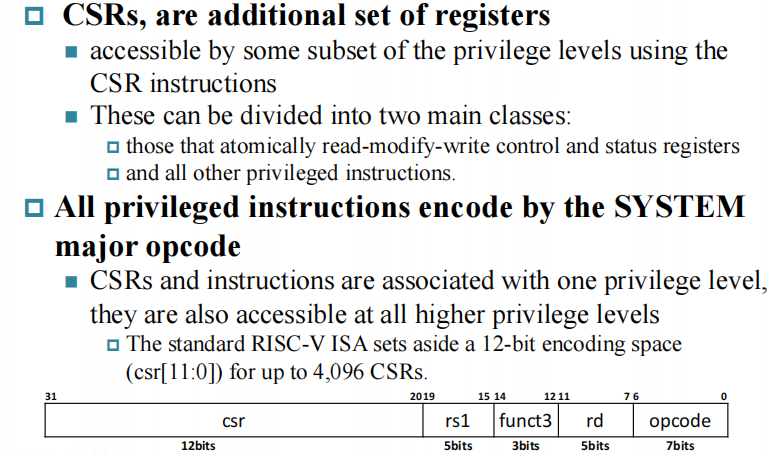 CSRs, are additional set of registers
accessible by some subset of the privilege levels using the
CSR instructions
These can be divided into two main classes:
those that atomically read-modify-write control and status registers
and all other privileged instructions.
All privileged instructions encode by the SYSTEM
major opcode
CSRs and instructions are associated with one privilege level,
they are also accessible at all higher privilege levels
The standard RISC-V ISA sets aside a 12-bit encoding space
(csr[11:0]) for up to 4,096 CSRs.
31 20 19 15 14 12 11 7 6 0
csr rs1 funct3 rd opcode
12bits 5bits 3bits 5bits 7bits